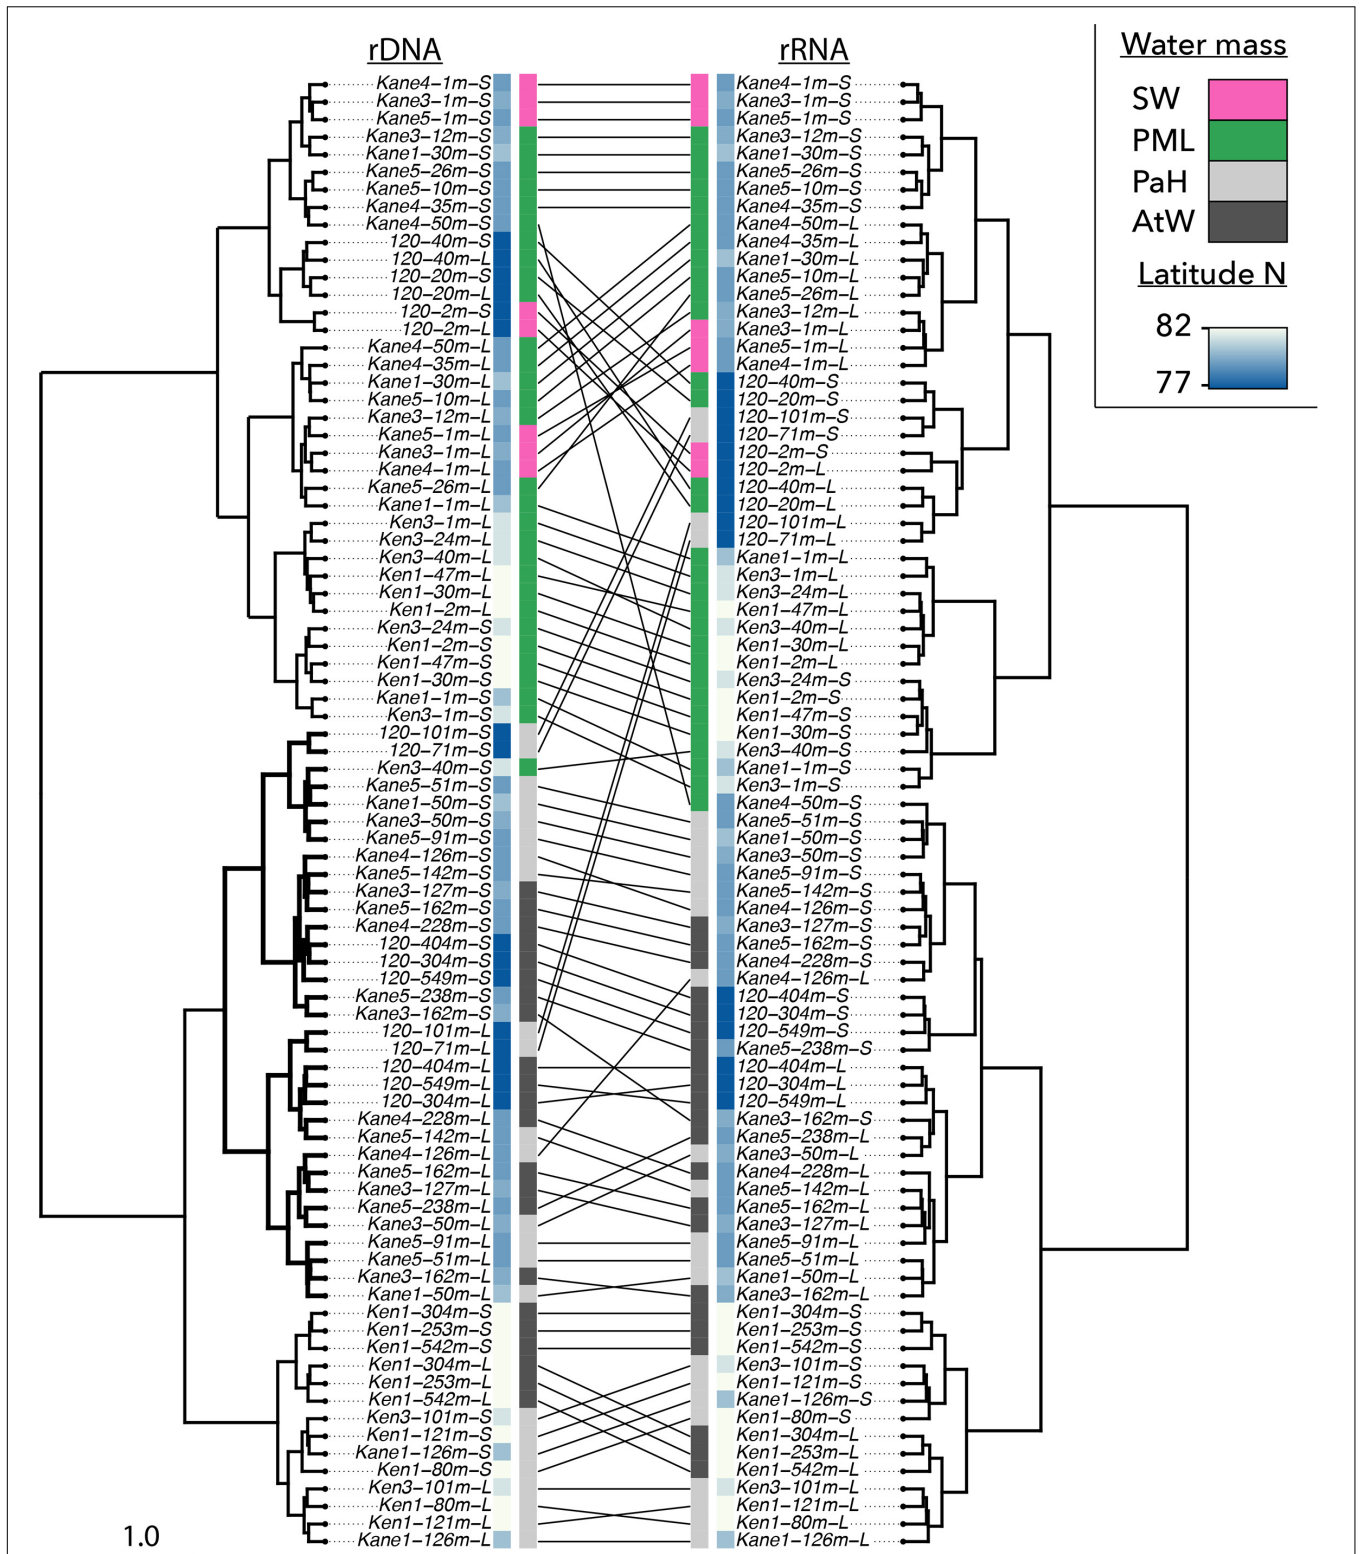 rDNA
rRNA
Kane4-1m-S
Kane3-1m-S
Kane5-1m-S
Kane3-12m-S
Kane1-30m-S
Kane5-26m-S
Kane5-10m-S
Kane4-35m-S
Kane4-50m-S
120-40m-S
120-40m-L
120-20m-S
120-20m-L
120-2m-S
120-2m-L
Kane4-50m-L
Kane4-35m-L
Kane1-30m-L
Kane5-10m-L
Kane3-12m-L
Kane5-1m-L
Kane3-1m-L
Kane4-1m-L
Kane5-26m-L
Kane1-1m-L
Ken3-1m-L
Ken3-24m-L
Ken3-40m-L
Ken1-47m-L
Ken1-30m-L
Ken1-2m-L
Ken3-24m-S
Ken1-2m-S
Ken1-47m-S
Ken1-30m-S
Kane1-1m-S
Ken3-1m-S
120-101m-S
120-71m-S
Ken3-40m-S
Kane5-51m-S
Kane1-50m-S
Kane3-50m-S
Kane5-91m-S
Kane4-126m-S
Kane5-142m-S
Kane3-127m-S
Kane5-162m-S
Kane4-228m-S
120-404m-S
120-304m-S
120-549m-S
Kane5-238m-S
Kane3-162m-S
120-101m-L
120-71m-L
120-404m-L
120-549m-L
120-304m-L
Kane4-228m-L
Kane5-142m-L
Kane4-126m-L
Kane5-162m-L
Kane3-127m-L
Kane5-238m-L
Kane3-50m-L
Kane5-91m-L
Kane5-51m-L
Kane3-162m-L
Kane1-50m-L
Ken1-304m-S
Ken1-253m-S
Ken1-542m-S
Ken1-304m-L
Ken1-253m-L
Ken1-542m-L
Ken3-101m-S
Ken1-121m-S
Kane1-126m-S
Ken1-80m-S
Ken3-101m-L
Ken1-80m-L
Ken1-121m-L
Kane1-126m-L
1.0
Kane4-1m-S
Kane3-1m-S
Kane5-1m-S
Kane3-12m-S
Kane1-30m-S
Kane5-26m-S
Kane5-10m-S
Kane4-35m-S
Kane4-50m-L
Kane4-35m-L
Kane1-30m-L
Kane5-10m-L
Kane5-26m-L
Kane3-12m-L
Kane3-1m-L
Kane5-1m-L
Kane4-1m-L
120-40m-S
120-20m-S
120-101m-S
120-71m-S
120-2m-S
120-2m-L
120-40m-L
120-20m-L
120-101m-L
120-71m-L
Kane1-1m-L
Ken3-1m-L
Ken3-24m-L
Ken1-47m-L
Ken3-40m-L
Ken1-30m-L
Ken1-2m-L
Ken3-24m-S
Ken1-2m-S
Ken1-47m-S
Ken1-30m-S
Ken3-40m-S
Kane1-1m-S
Ken3-1m-S
Kane4-50m-S
Kane5-51m-S
Kane1-50m-S
Kane3-50m-S
Kane5-91m-S
Kane5-142m-S
Kane4-126m-S
Kane3-127m-S
Kane5-162m-S
Kane4-228m-S
Kane4-126m-L
120-404m-S
120-304m-S
120-549m-S
Kane5-238m-S
120-404m-L
120-304m-L
120-549m-L
Kane3-162m-S
Kane5-238m-L
Kane3-50m-L
Kane4-228m-L
Kane5-142m-L
Kane5-162m-L
Kane3-127m-L
Kane5-91m-L
Kane5-51m-L
Kane1-50m-L
Kane3-162m-L
Ken1-304m-S
Ken1-253m-S
Ken1-542m-S
Ken3-101m-S
Ken1-121m-S
Kane1-126m-S
Ken1-80m-S
Ken1-304m-L
Ken1-253m-L
Ken1-542m-L
Ken3-101m-L
Ken1-121m-L
Ken1-80m-L
Kane1-126m-L
Water mass
SW
PML
PaH
AtW
Latitude N
82
77